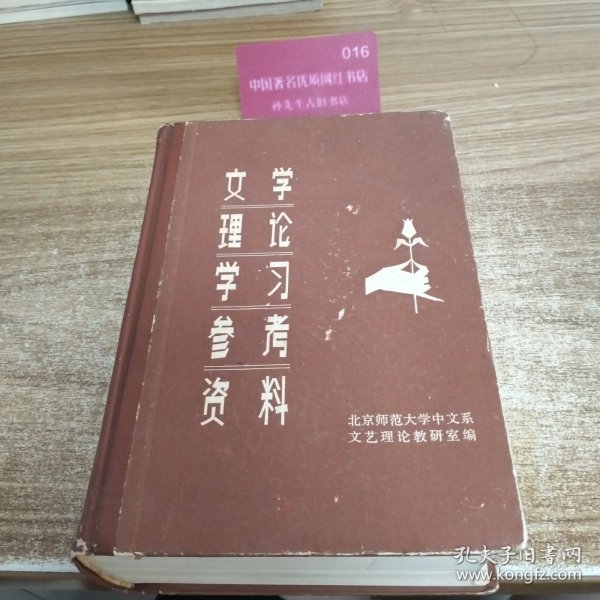 016
中国著名优质网红书店
孙先生古旧书店
文学
理论
学习
参考
资料
北京师范大学中文系
文艺理论教研室编
孔夫子旧书网
www.kongfz.com